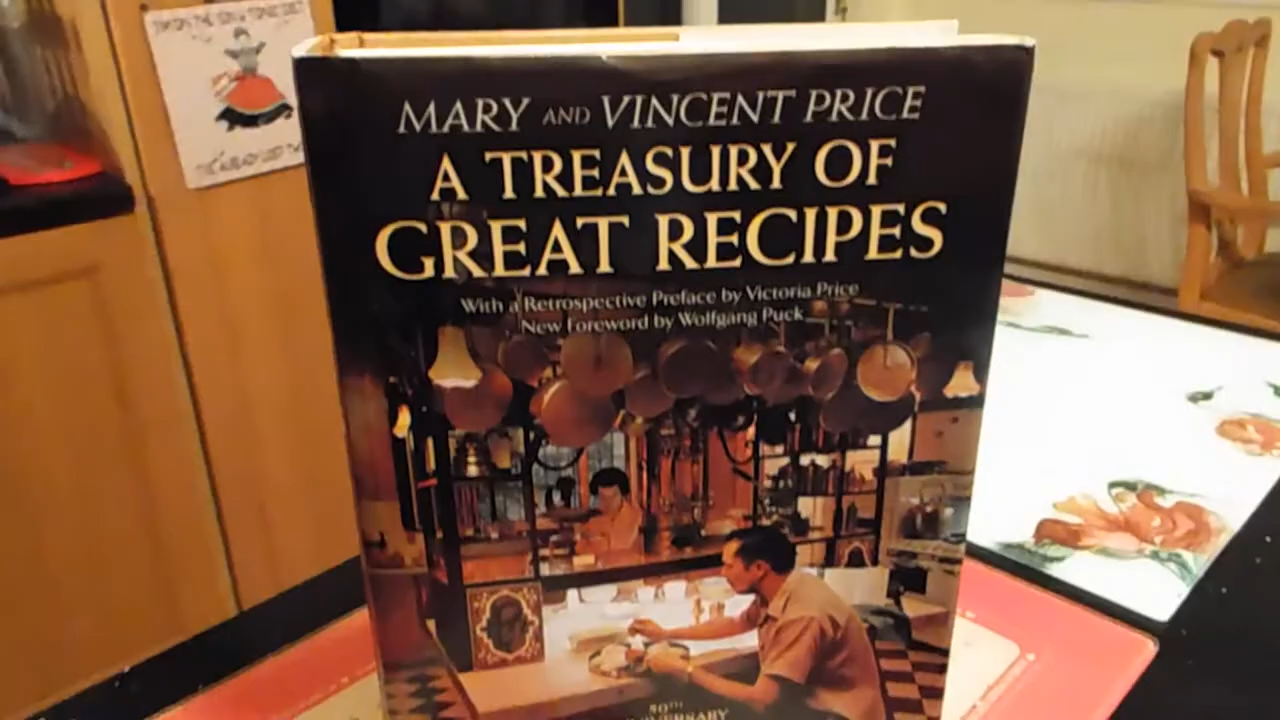 MARY AND VINCENT PRICE
A TREASURY OF
GREAT RECIPES
With a Retrospective Preface by Victoria Price
New Foreword by Wolfgang Puck
50TH